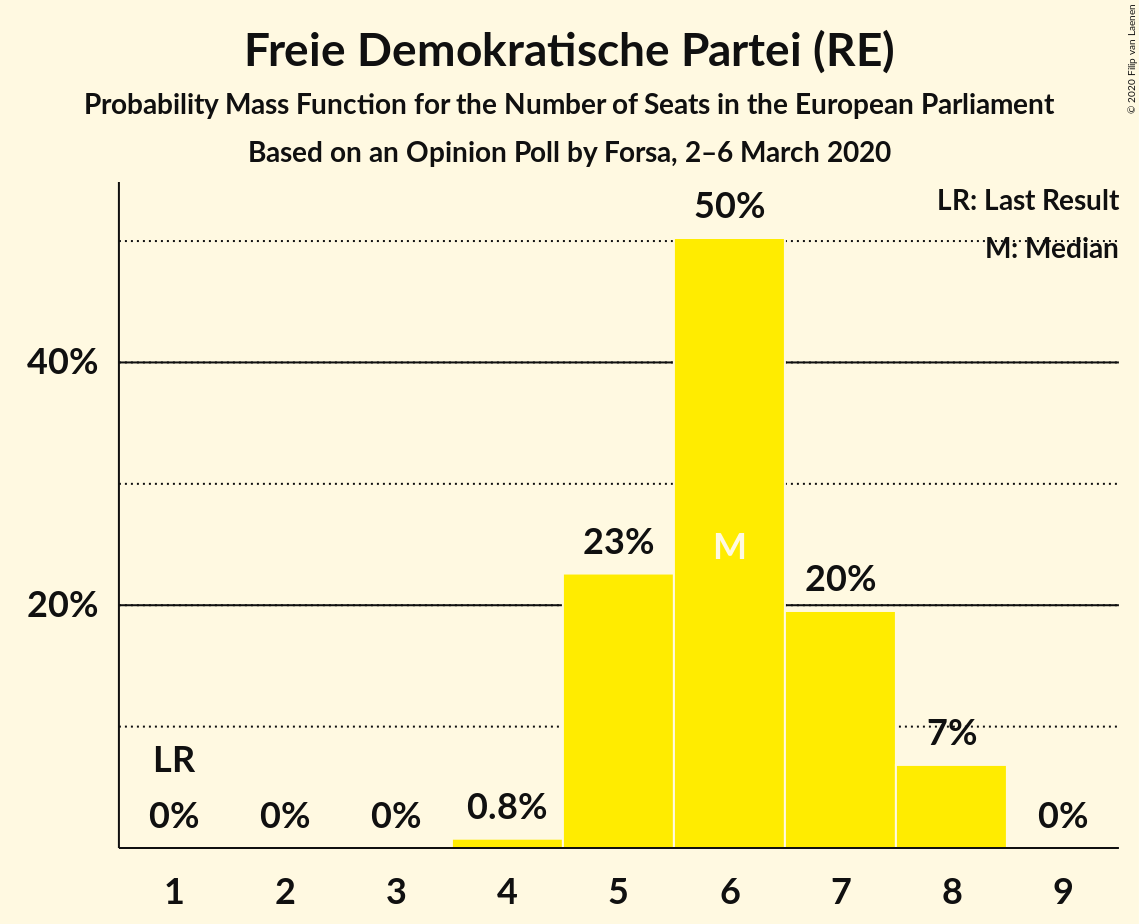 Freie Demokratische Partei (RE)
Probability Mass Function for the Number of Seats in the European Parliament
Based on an Opinion Poll by Forsa, 2–6 March 2020
© 2020 Filip van Laenen
LR: Last Result
M: Median
50%
40%
23%
M
20%
20%
7%
LR
0%
0%
0%
0.8%
0%
1
2
3
4
5
6
7
8
9